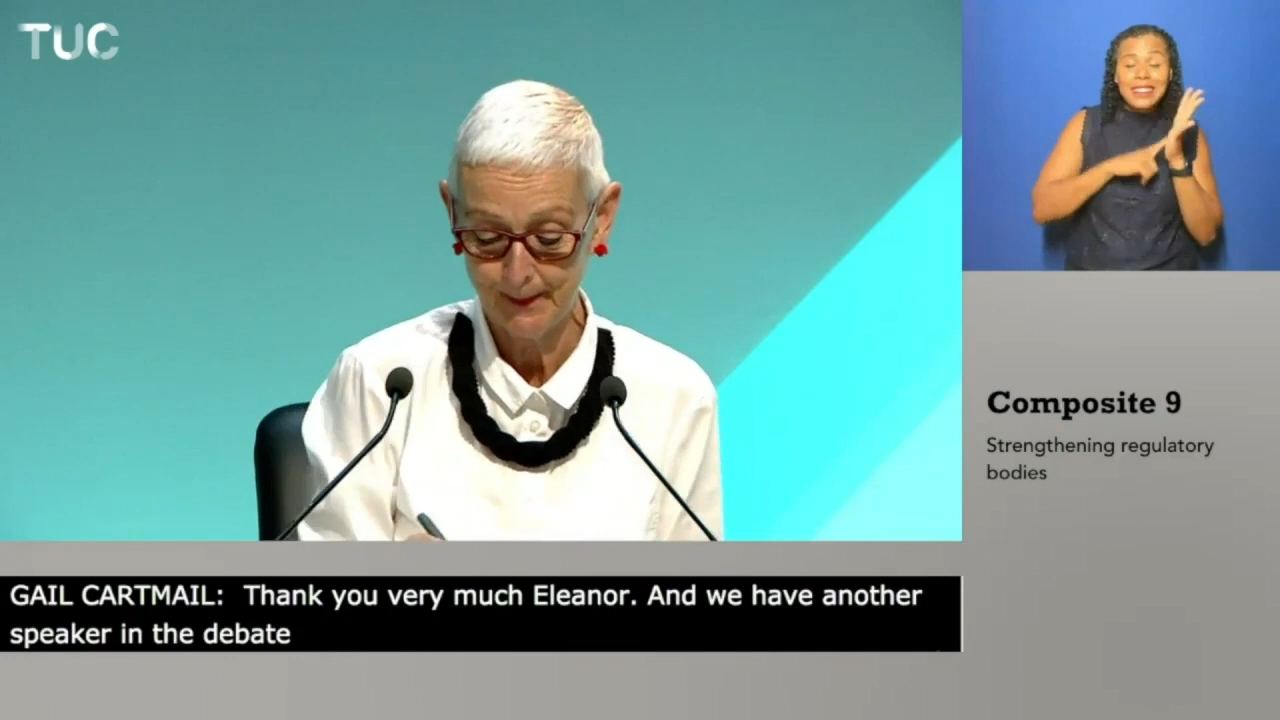 TUC
Composite 9
Strengthening regulatory
bodies
GAIL CARTMAIL:  Thank you very much Eleanor. And we have another
speaker in the debate